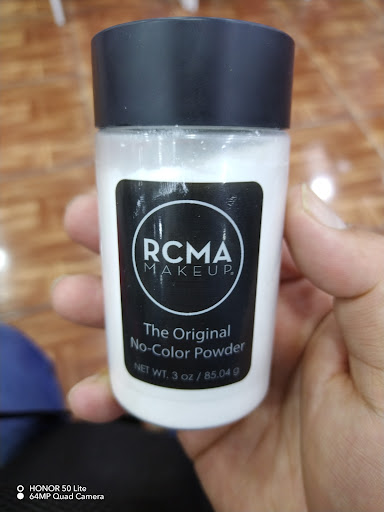 RCMA
MAKEUP.
The Original
No-Color Powder
NET WT. 3 oz / 85.04 g
HONOR 50 Lite
64MP Quad Camera